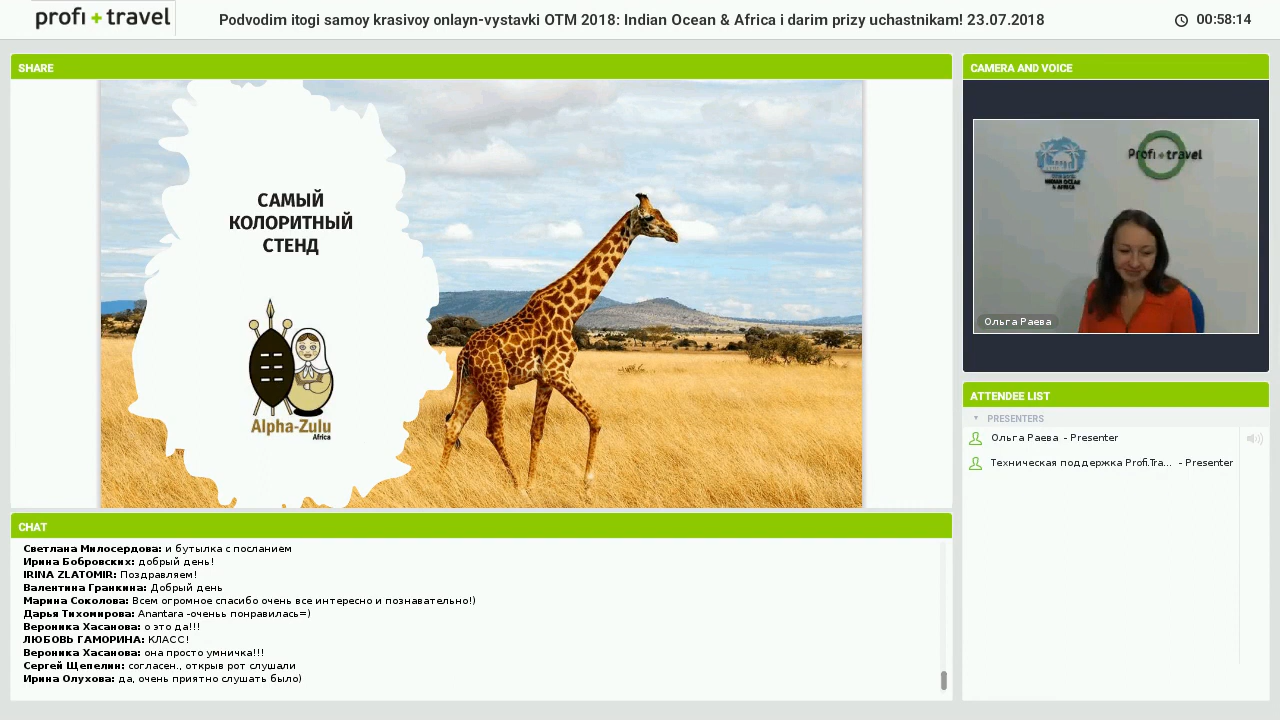 profi + travel
Podvodim itogi samoy krasivoy onlayn-vystavki OTM 2018: Indian Ocean & Africa i darim prizy uchastnikam! 23.07.2018
00:58:14
SHARE
САМЫЙ
КОЛОРИТНЫЙ
СТЕНД
Alpha-Zulu
Africa
CAMERA AND VOICE
INDIAN OCEAN
& AFRICA
Profi + travel
Ольга Раева
ATTENDEE LIST
PRESENTERS
Ольга Раева - Presenter
Техническая поддержка Profi.Tra... - Presenter
CHAT
Светлана Милосердова: и бутылка с посланием
Ирина Бобровских: добрый день!
IRINA ZLATOMIR: Поздравляем!
Валентина Гранкина: Добрый день
Марина Соколова: Всем огромное спасибо очень все интересно и познавательно!)
Дарья Тихомирова: Anantara -оченьь понравилась=)
Вероника Хасанова: о это да!!!
ЛЮБОВЬ ГАМОРИНА: КЛАСС!
Вероника Хасанова: она просто умничка!!!
Сергей Щепелин: согласен., открыв рот слушали
Ирина Олухова: да, очень приятно слушать было)